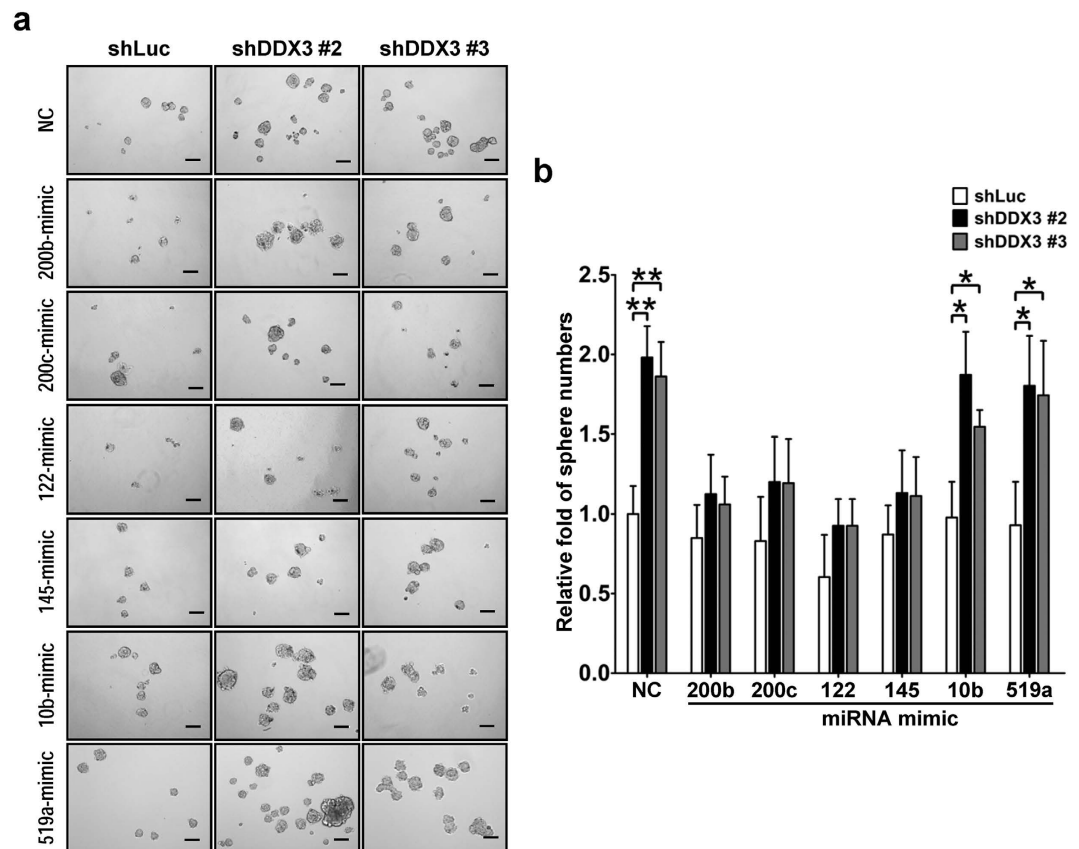 a
shLuc shDDX3 #2 shDDX3 #3
NC
200b-mimic
200c-mimic
122-mimic
145-mimic
10b-mimic
519a-mimic
b
shLuc
shDDX3 #2
shDDX3 #3
Relative fold of sphere numbers
2.5
2.0
1.5
1.0
0.5
0.0
** 
**
*
*
*
*
NC 200b 200c 122 145 10b 519a
miRNA mimic